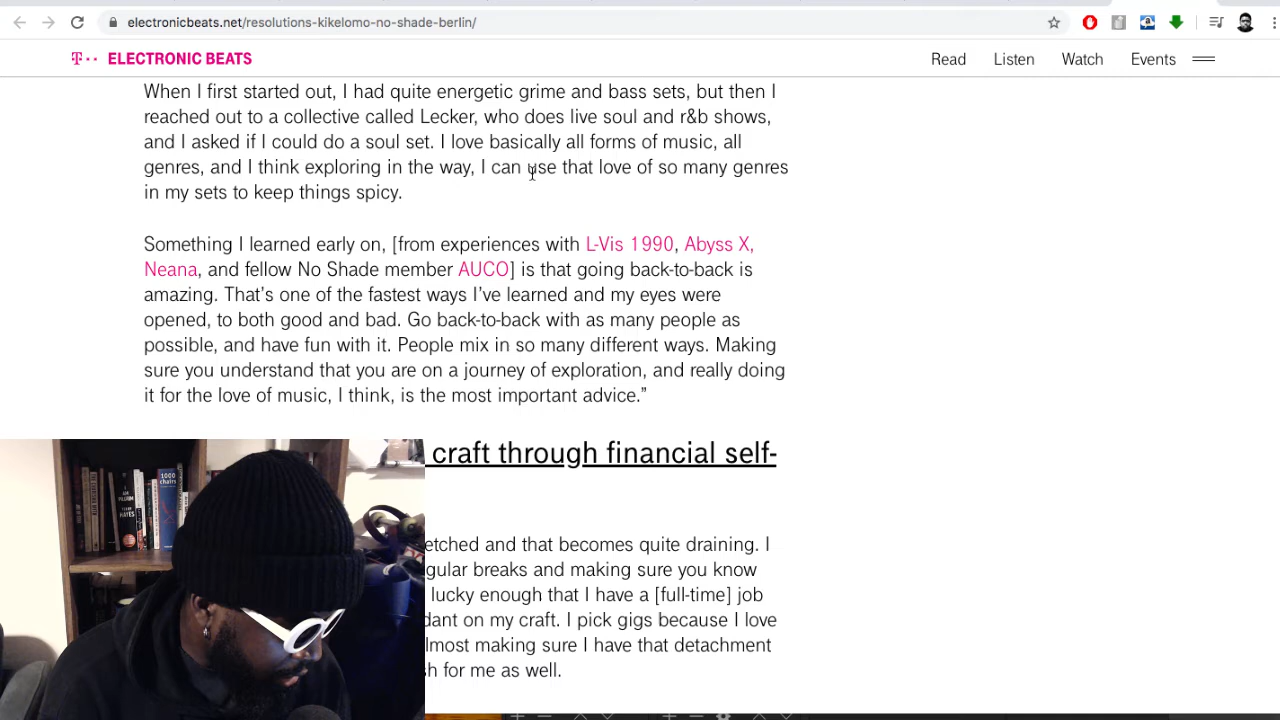 electronicbeats.net/resolutions-kikelomo-no-shade-berlin/
ELECTRONIC BEATS
Read Listen Watch Events
When I first started out, I had quite energetic grime and bass sets, but then I
reached out to a collective called Lecker, who does live soul and r&b shows,
and I asked if I could do a soul set. I love basically all forms of music, all
genres, and I think exploring in the way, I can use that love of so many genres
in my sets to keep things spicy.
Something I learned early on, [from experiences with L-Vis 1990, Abyss X,
Neana, and fellow No Shade member AUCO] is that going back-to-back is
amazing. That's one of the fastest ways I've learned and my eyes were
opened, to both good and bad. Go back-to-back with as many people as
possible, and have fun with it. People mix in so many different ways. Making
sure you understand that you are on a journey of exploration, and really doing
it for the love of music, I think, is the most important advice.”
craft through financial self-
etched and that becomes quite draining. I
gular breaks and making sure you know
lucky enough that I have a [full-time] job
dant on my craft. I pick gigs because I love
lmost making sure I have that detachment
h for me as well.
1000
chairs
I AM
PILGRIM
HAYES